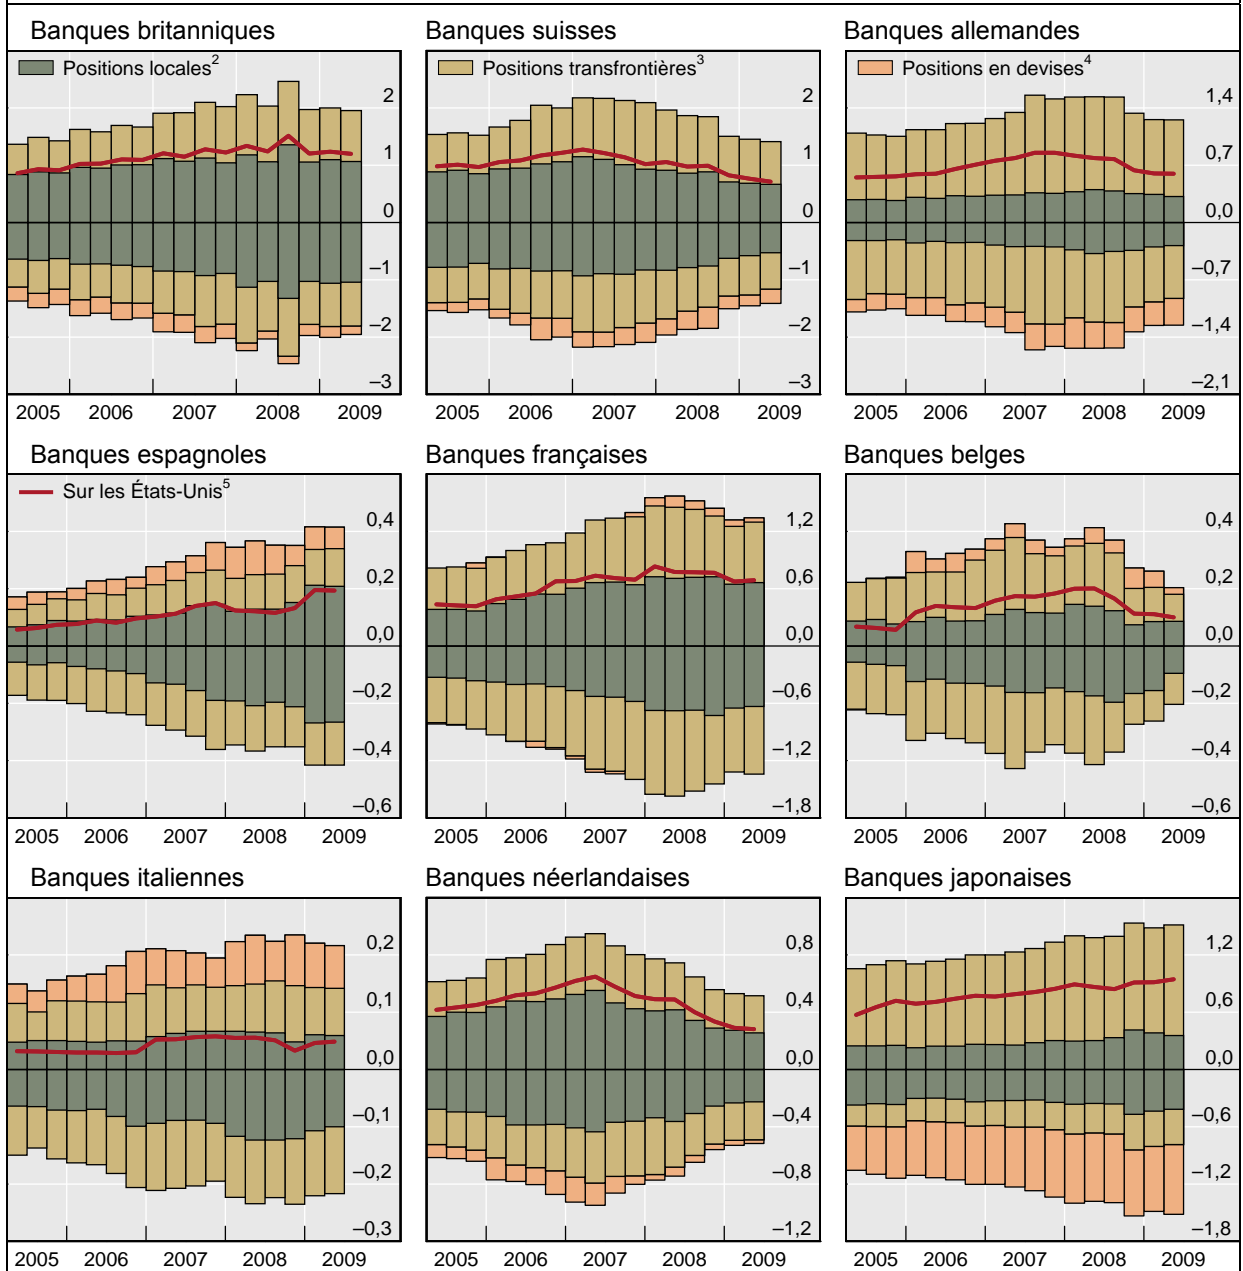 Banques britanniques Banques suisses Banques allemandes
Positions locales2 Positions transfrontières3 Positions en devises4
2 2 1,4
1 1 0,7
0 0 0,0
–1 –1 –0,7
–2 –2 –1,4
–3 –3 –2,1
2005 2006 2007 2008 2009 2005 2006 2007 2008 2009 2005 2006 2007 2008 2009
Banques espagnoles Banques françaises Banques belges
Sur les États-Unis5
0,4 1,2 0,4
0,2 0,6 0,2
0,0 0,0 0,0
–0,2 –0,6 –0,2
–0,4 –1,2 –0,4
–0,6 –1,8 –0,6
2005 2006 2007 2008 2009 2005 2006 2007 2008 2009 2005 2006 2007 2008 2009
Banques italiennes Banques néerlandaises Banques japonaises
0,2 0,8 1,2
0,1 0,4 0,6
0,0 0,0 0,0
–0,1 –0,4 –0,6
–0,2 –0,8 –1,2
–0,3 –1,2 –1,8
2005 2006 2007 2008 2009 2005 2006 2007 2008 2009 2005 2006 2007 2008 2009